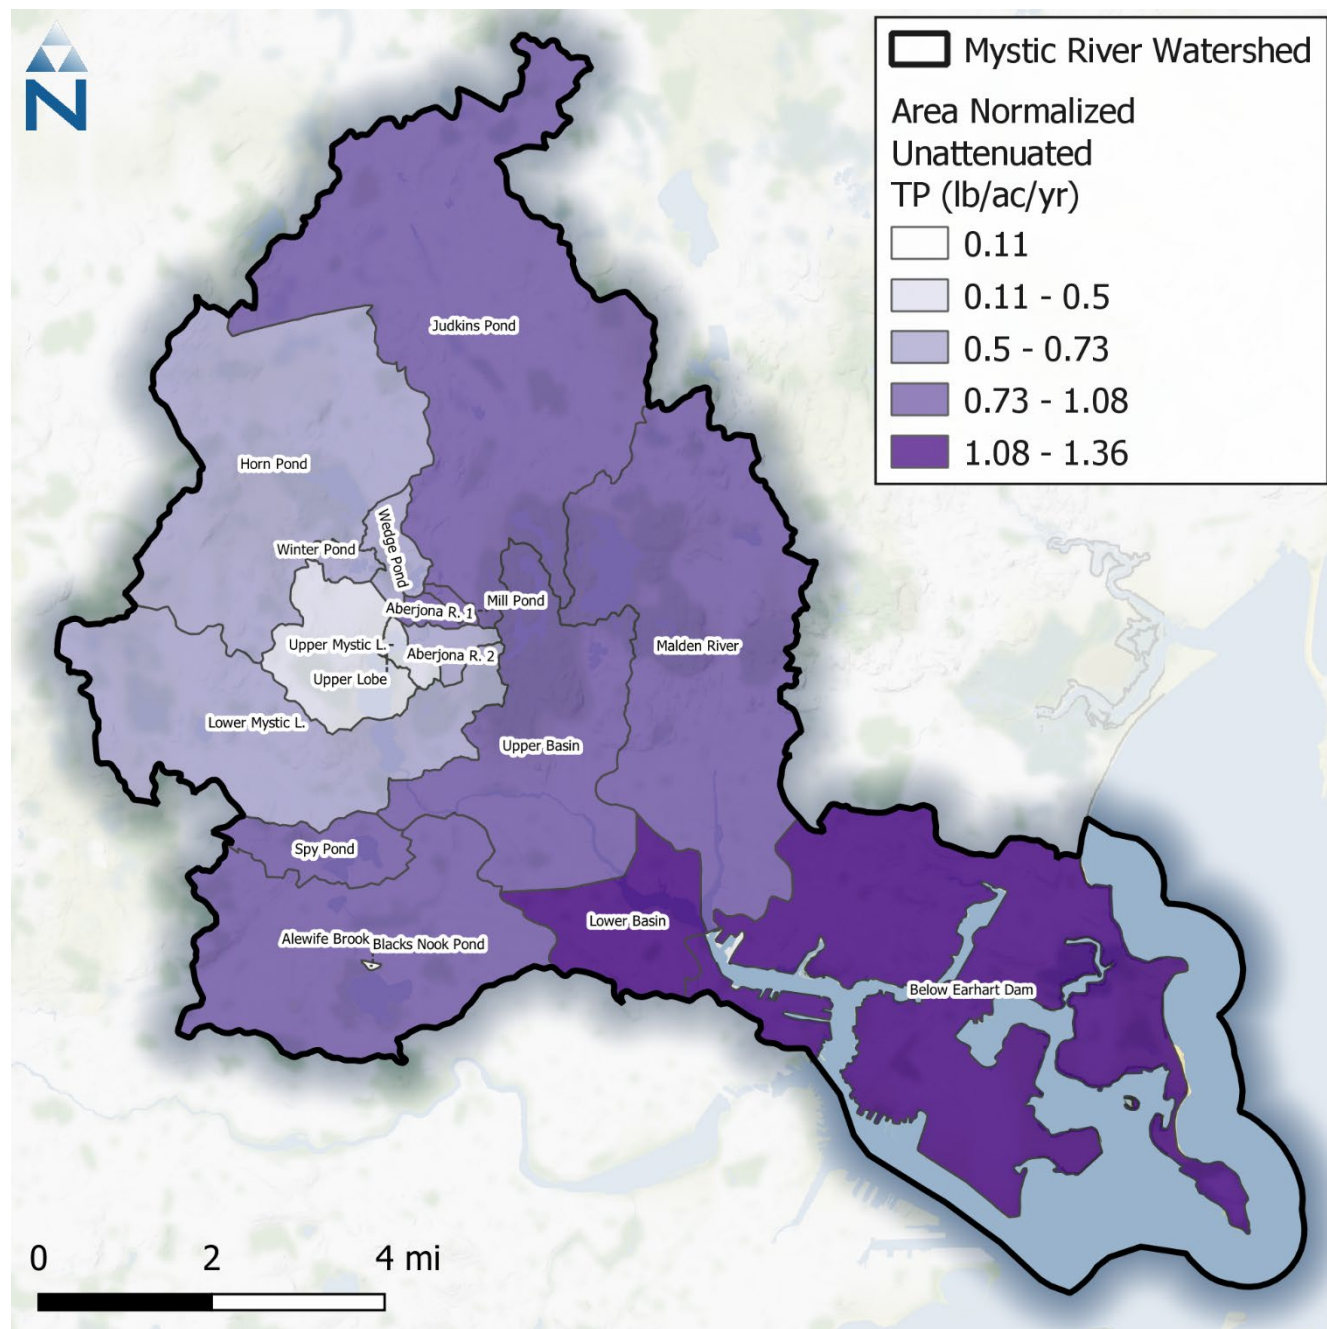 N
Mystic River Watershed
Area Normalized
Unattenuated
TP (lb/ac/yr)
0.11
0.11 - 0.5
0.5 - 0.73
0.73 - 1.08
1.08 - 1.36
Judkins Pond
Horn Pond
Wedge Pond
Winter Pond
Mill Pond
Aberjona R. 1
Upper Mystic L.
Aberjona R. 2
Malden River
Upper Lobe
Lower Mystic L.
Upper Basin
Spy Pond
Lower Basin
Alewife Brook
Blacks Nook Pond
Below Earhart Dam
0 2 4 mi